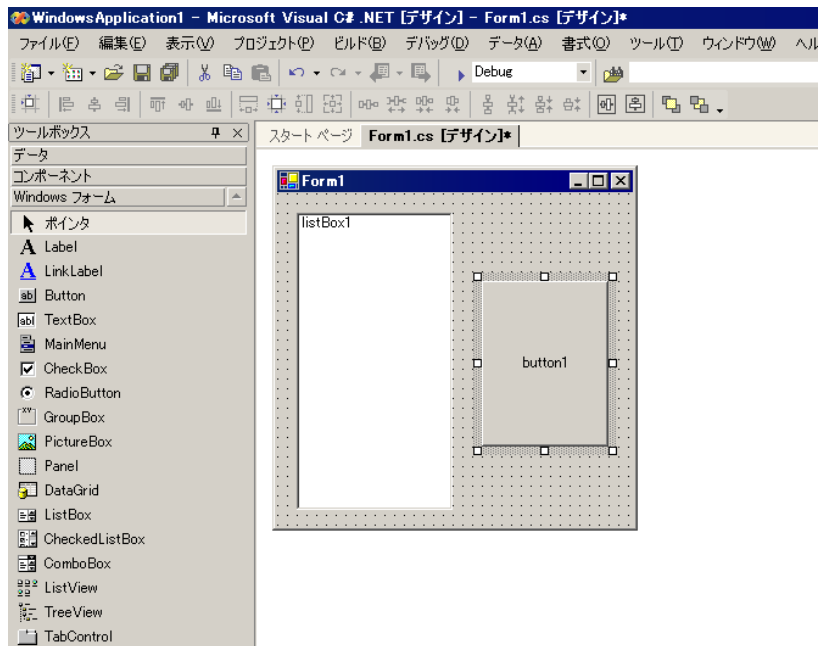 WindowsApplication1 - Microsoft Visual C# .NET [デザイン] - Form1.cs [デザイン]*
ファイル(F) 編集(E) 表示(V) プロジェクト(P) ビルド(B) デバッグ(D) データ(A) 書式(O) ツール(T) ウィンドウ(W) ヘル
Debug
ツールボックス
スタート ページ Form1.cs [デザイン]*
データ
コンポーネント
Windows フォーム
ポインタ
A Label
A LinkLabel
ab Button
abl TextBox
MainMenu
CheckBox
RadioButton
XY GroupBox
PictureBox
Panel
DataGrid
ListBox
CheckedListBox
ComboBox
ListView
TreeView
TabControl
Form1
listBox1
button1